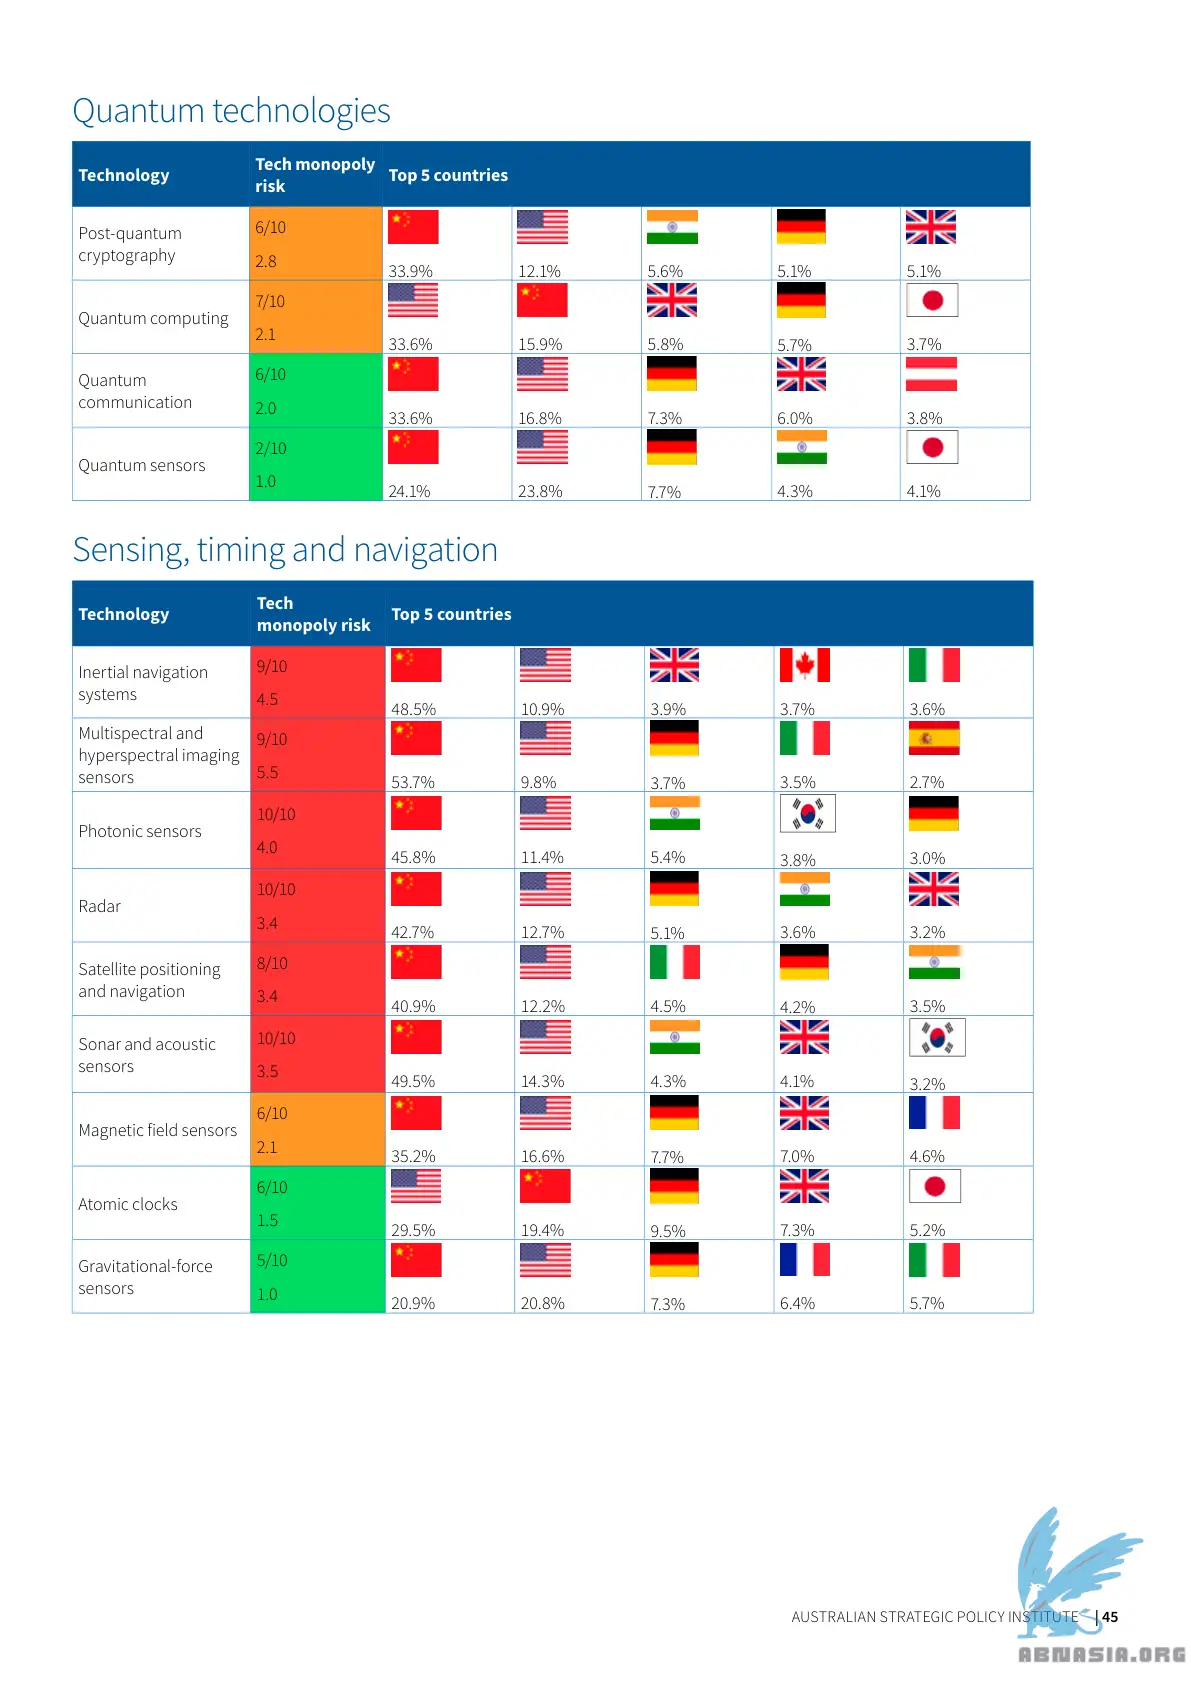 Quantum technologies
Technology
Tech monopoly
risk
Top 5 countries
Post-quantum
cryptography
6/10
2.8
33.9%
12.1%
5.6%
5.1%
5.1%
Quantum computing
7/10
2.1
33.6%
15.9%
5.8%
5.7%
3.7%
Quantum
communication
6/10
2.0
33.6%
16.8%
7.3%
6.0%
3.8%
Quantum sensors
2/10
1.0
24.1%
23.8%
7.7%
4.3%
4.1%
Sensing, timing and navigation
Technology
Tech
monopoly risk
Top 5 countries
Inertial navigation
systems
9/10
4.5
48.5%
10.9%
3.9%
3.7%
3.6%
Multispectral and
hyperspectral imaging
sensors
9/10
5.5
53.7%
9.8%
3.7%
3.5%
2.7%
Photonic sensors
10/10
4.0
45.8%
11.4%
5.4%
3.8%
3.0%
Radar
10/10
3.4
42.7%
12.7%
5.1%
3.6%
3.2%
Satellite positioning
and navigation
8/10
3.4
40.9%
12.2%
4.5%
4.2%
3.5%
Sonar and acoustic
sensors
10/10
3.5
49.5%
14.3%
4.3%
4.1%
3.2%
Magnetic field sensors
6/10
2.1
35.2%
16.6%
7.7%
7.0%
4.6%
Atomic clocks
6/10
1.5
29.5%
19.4%
9.5%
7.3%
5.2%
Gravitational-force
sensors
5/10
1.0
20.9%
20.8%
7.3%
6.4%
5.7%
AUSTRALIAN STRATEGIC POLICY INSTITUTE | 45
ABNASIA.ORG